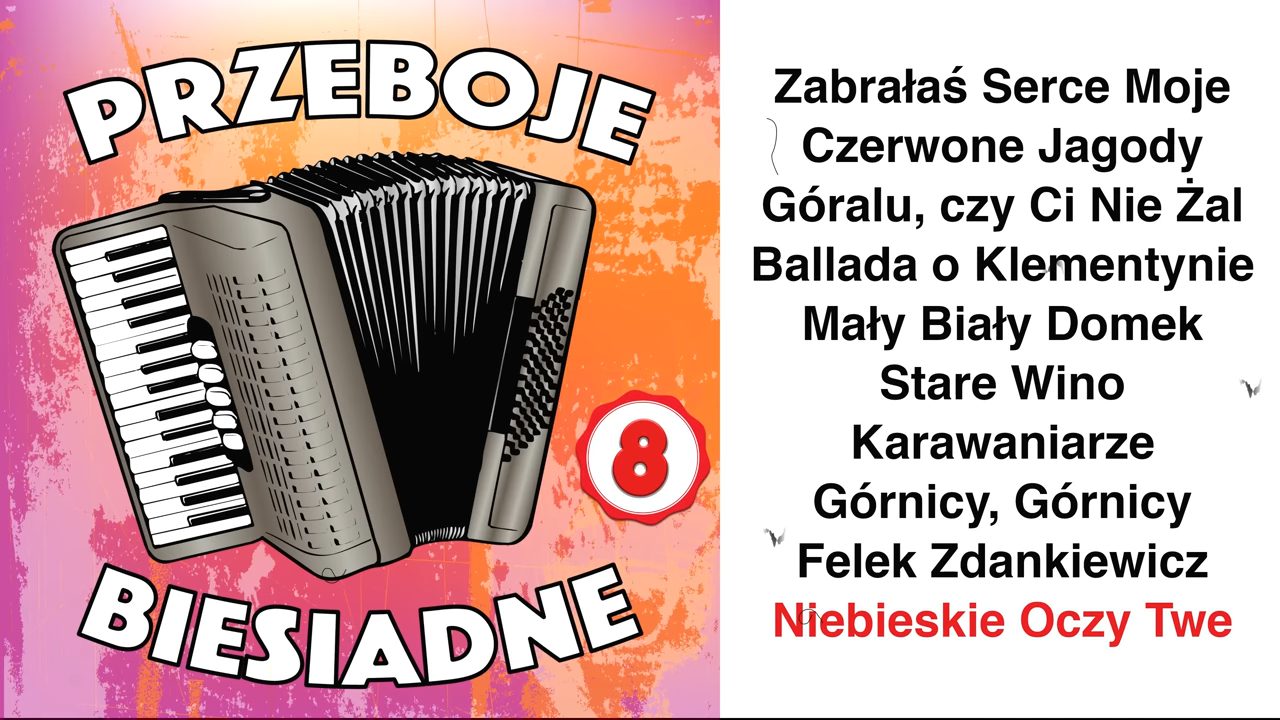 PRZEBOJE
8
BIESIADNE
Zabrałaś Serce Moje
Czerwone Jagody
Góralu, czy Ci Nie Żal
Ballada o Klementynie
Mały Biały Domek
Stare Wino
Karawaniarze
Górnicy, Górnicy
Felek Zdankiewicz
Niebieskie Oczy Twe